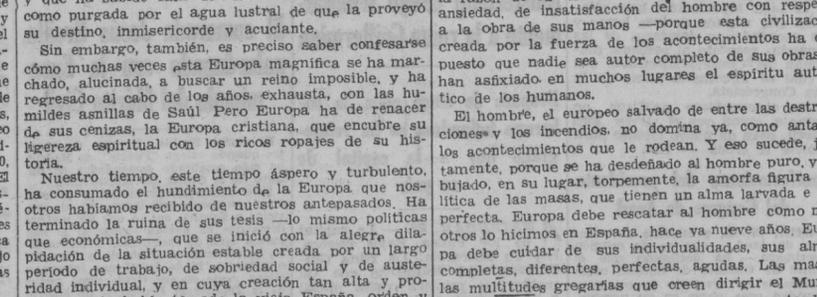 como purgada por el agua lustral de que la proveyó
su destino, inmisericorde y acuciante.
Sin embargo, también, es preciso saber confesarse
cómo muchas veces esta Europa magnífica se ha mar-
chado, alucinada, a buscar un reino imposible, y ha
regresado al cabo de los años, exhausta, con las hu-
mildes asnillas de Saúl Pero Europa ha de renacer
de sus cenizas, la Europa cristiana, que encubre su
ligereza espiritual con los ricos ropajes de su his-
toria.
Nuestro tiempo, este tiempo áspero y turbulento,
ha consumado el hundimiento de la Europa que nos-
otros habíamos recibido de nuestros antepasados. Ha
terminado la ruina de sus tesis —lo mismo políticas
que económicas—, que se inició con la alegre dila-
pidación de la situación estable creada por un largo
período de trabajo, de sobriedad social y de auste-
ridad individual, y en cuya creación tan alta y pro-
ansiedad, de insatisfacción del hombre con respe
a la obra de sus manos —porque esta civilizac
creada por la fuerza de los acontecimientos ha
puesto que nadie sea autor completo de sus obras
han asfixiado en muchos lugares el espíritu aut
tico de los humanos.
El hombre, el europeo salvado de entre las destr
ciones y los incendios, no domina ya, como anta
los acontecimientos que le rodean. Y eso sucede, j
tamente, porque se ha desdeñado al hombre puro, y
bujado, en su lugar, torpemente, la amorfa figura
lítica de las masas, que tienen un alma larvada e
perfecta. Europa debe rescatar al hombre como n
otros lo hicimos en España, hace ya nueve años. Eu
pa debe cuidar de sus individualidades, sus alm
completas, diferentes, perfectas, agudas. Las ma
las multitudes gregarias que creen dirigir el Mu